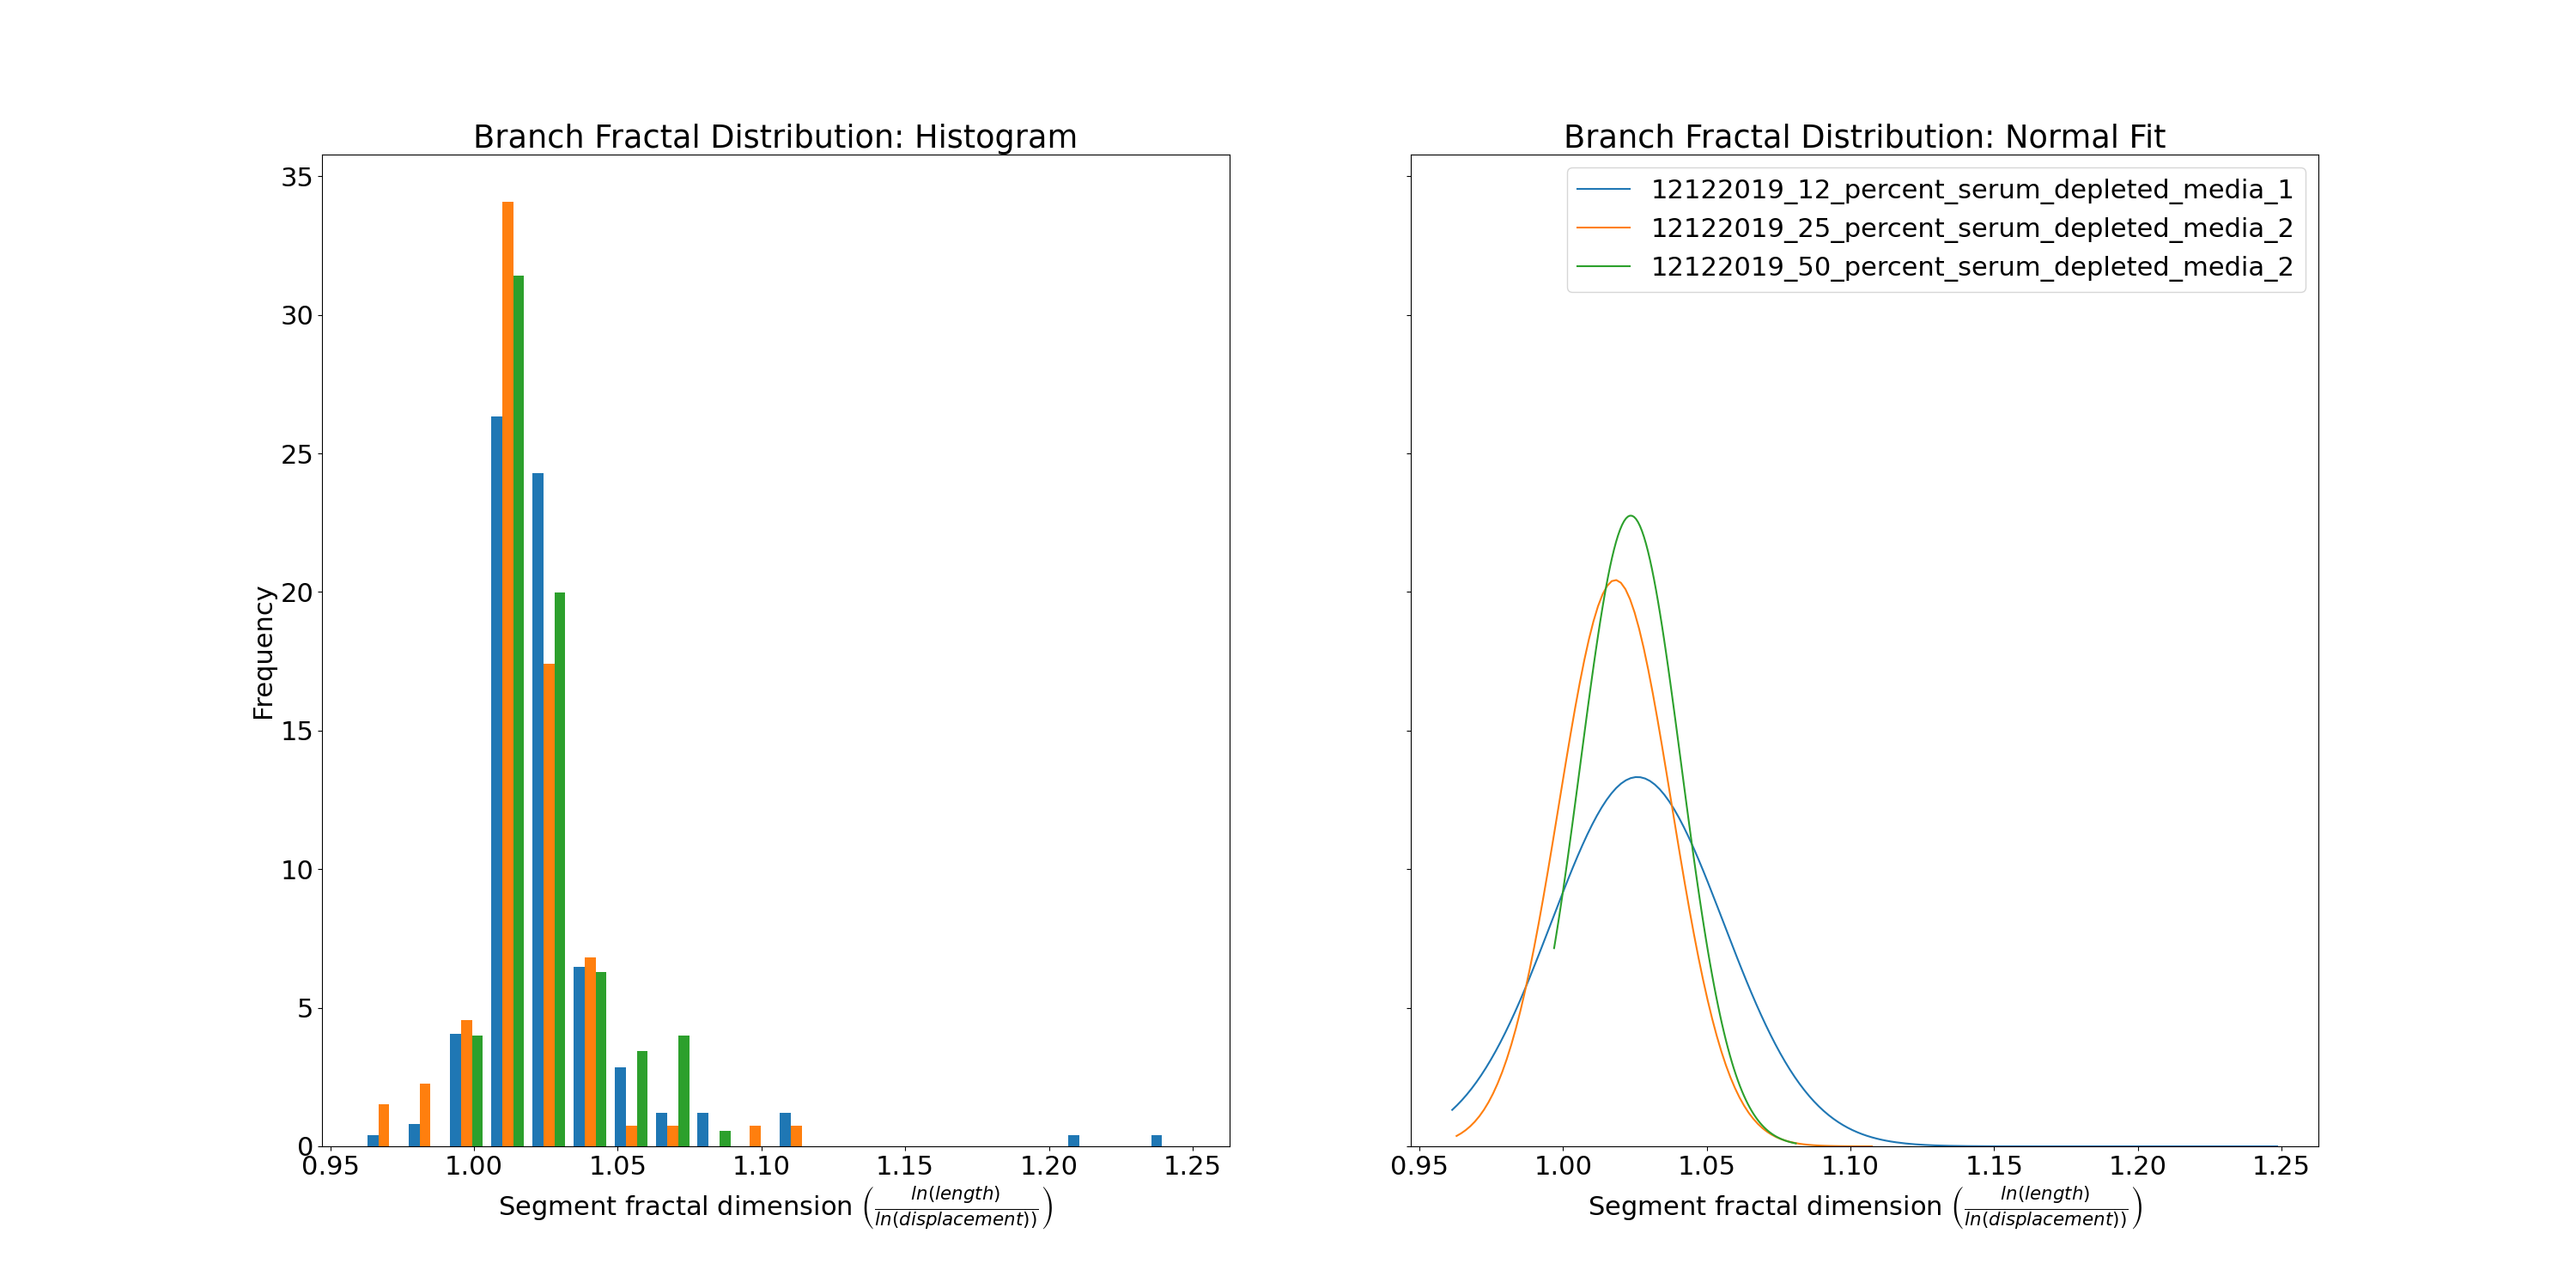 Branch Fractal Distribution: Histogram
Frequency
35
30
25
20
15
10
5
0
0.95 1.00 1.05 1.10 1.15 1.20 1.25
Segment fractal dimension (ln(length)/ln(displacement)))
Branch Fractal Distribution: Normal Fit
12122019_12_percent_serum_depleted_media_1
12122019_25_percent_serum_depleted_media_2
12122019_50_percent_serum_depleted_media_2
0.95 1.00 1.05 1.10 1.15 1.20 1.25
Segment fractal dimension (ln(length)/ln(displacement)))